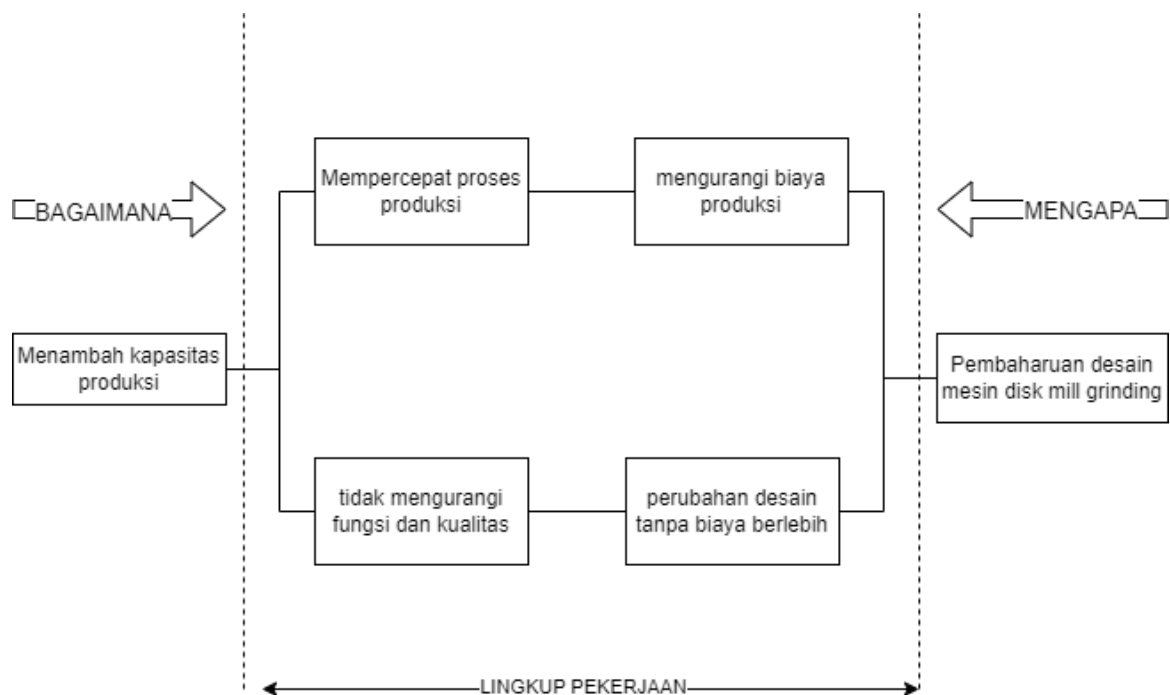 Mempercepat proses
produksi
mengurangi biaya
produksi
BAGAIMANA
MENGAPA
Menambah kapasitas
produksi
Pembaharuan desain
mesin disk mill grinding
tidak mengurangi
fungsi dan kualitas
perubahan desain
tanpa biaya berlebih
LINGKUP PEKERJAAN